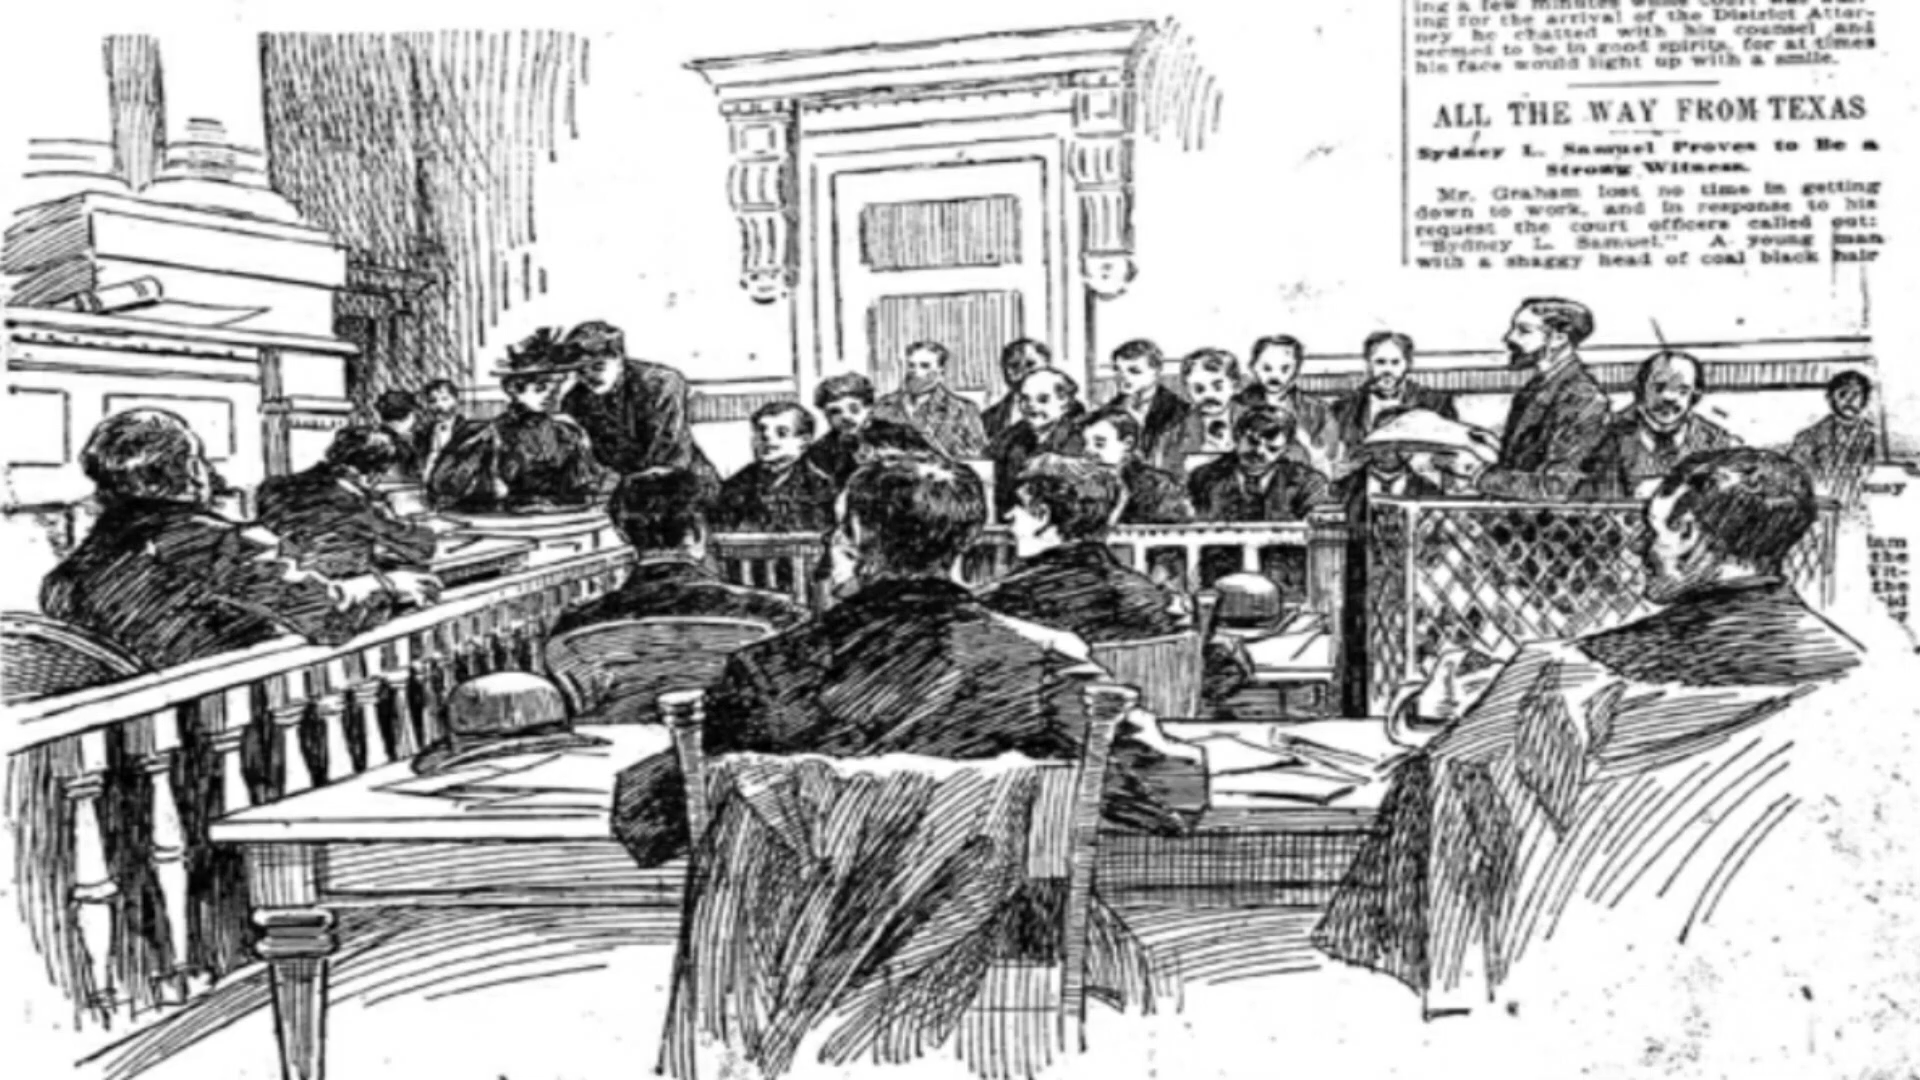 ing a few minutes while court was wait-
ing for the arrival of the District Attor-
ney he chatted with his counsel and
seemed to be in good spirits, for at times
his face would light up with a smile.
ALL THE WAY FROM TEXAS
Sydney L. Samuel Proves to Be a
Strong Witness.
Mr. Graham lost no time in getting
down to work, and in response to his
request the court officers called out:
"Sydney L. Samuel." A young man
with a shaggy head of coal black hair
the
the